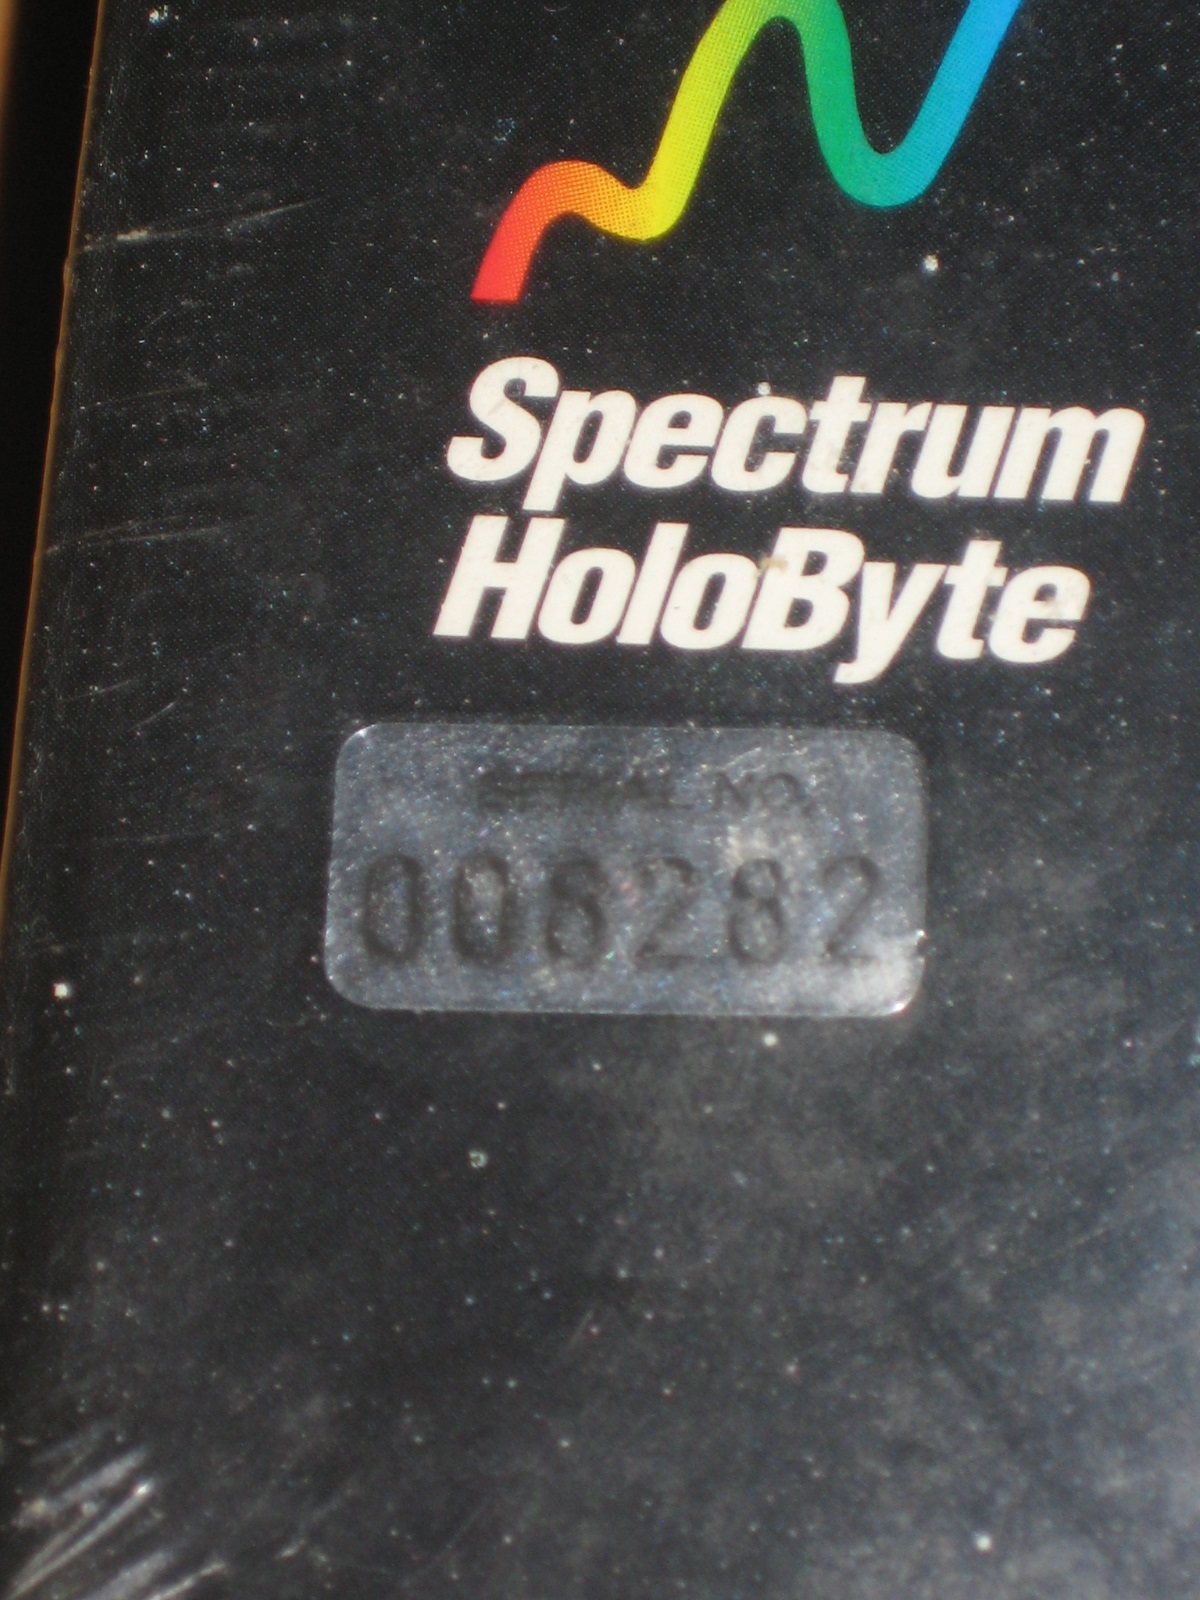 Spectrum
HoloByte
SERIAL NO.
008282